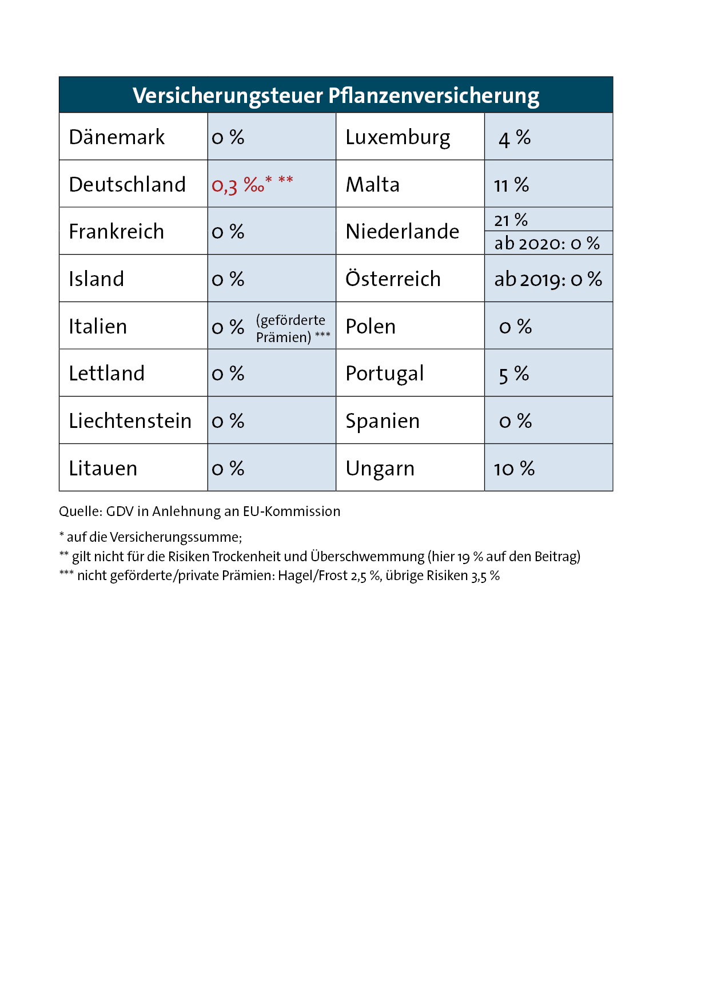 Versicherungsteuer Pflanzenversicherung
Dänemark 0 % Luxemburg 4 %
Deutschland 0,3 ‰* ** Malta 11 %
Frankreich 0 % Niederlande 21 %
ab 2020: 0 %
Island 0 % Österreich ab 2019: 0 %
Italien 0 % (geförderte
Prämien) *** Polen 0 %
Lettland 0 % Portugal 5 %
Liechtenstein 0 % Spanien 0 %
Litauen 0 % Ungarn 10 %
Quelle: GDV in Anlehnung an EU-Kommission
* auf die Versicherungssumme;
** gilt nicht für die Risiken Trockenheit und Überschwemmung (hier 19 % auf den Beitrag)
*** nicht geförderte/private Prämien: Hagel/Frost 2,5 %, übrige Risiken 3,5 %